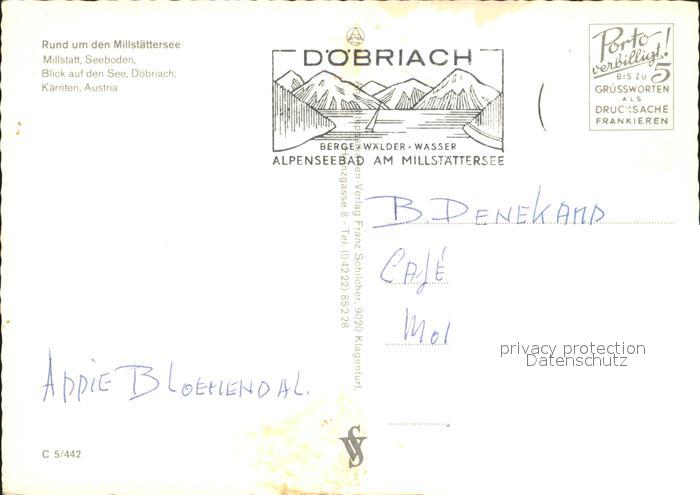 Rund um den Millstättersee
Millstatt, Seeboden,
Blick auf den See, Döbriach;
Kärnten, Austria
DÖBRIACH
BERGE · WÄLDER · WASSER
ALPENSEEBAD AM MILLSTÄTTERSEE
Porto
verbilligt!
BIS ZU 5
GRÜSSWORTEN
ALS
DRUCKSACHE
FRANKIEREN
-Verlag Franz Schilcher, 9020 Klagenfurt,
gasse 8 - Tel. (04222) 85228
B. DENEKAMP
CAFÉ
Mol
privacy protection
Datenschutz
APPIE BLOEMENDAL.
C 5/442